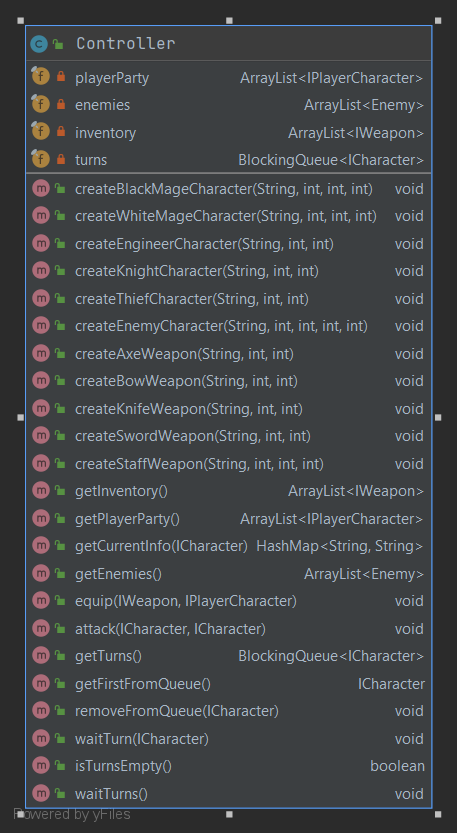 Controller
playerParty ArrayList<IPlayerCharacter>
enemies ArrayList<Enemy>
inventory ArrayList<IWeapon>
turns BlockingQueue<ICharacter>
createBlackMageCharacter(String, int, int, int) void
createWhiteMageCharacter(String, int, int, int) void
createEngineerCharacter(String, int, int) void
createKnightCharacter(String, int, int) void
createThiefCharacter(String, int, int) void
createEnemyCharacter(String, int, int, int, int) void
createAxeWeapon(String, int, int) void
createBowWeapon(String, int, int) void
createKnifeWeapon(String, int, int) void
createSwordWeapon(String, int, int) void
createStaffWeapon(String, int, int, int) void
getInventory() ArrayList<IWeapon>
getPlayerParty() ArrayList<IPlayerCharacter>
getCurrentInfo(ICharacter) HashMap<String, String>
getEnemies() ArrayList<Enemy>
equip(IWeapon, IPlayerCharacter) void
attack(ICharacter, ICharacter) void
getTurns() BlockingQueue<ICharacter>
getFirstFromQueue() ICharacter
removeFromQueue(ICharacter) void
waitTurn(ICharacter) void
isTurnsEmpty() boolean
waitTurns() void
Powered by yFiles